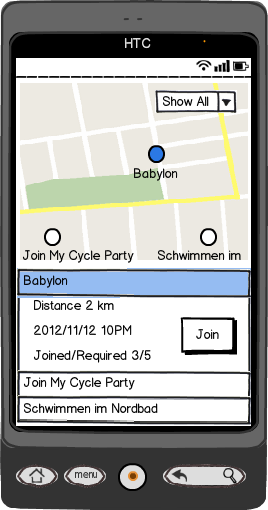 HTC
Show All
Babylon
Join My Cycle Party
Schwimmen im
Babylon
Distance 2 km
2012/11/12 10PM
Join
Joined/Required 3/5
Join My Cycle Party
Schwimmen im Nordbad
menu